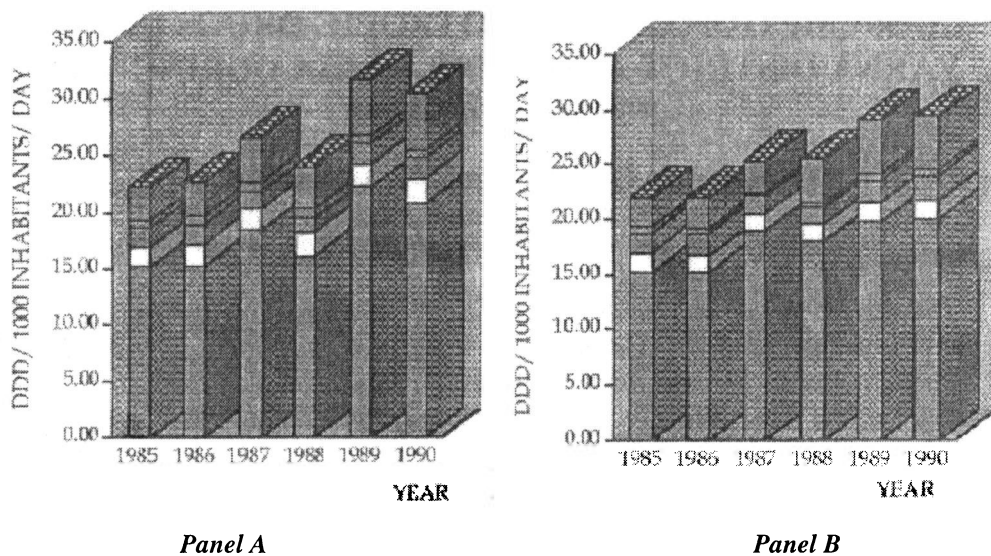 DDD/ 1000 INHABITANTS/ DAY
35.00
30.00
25.00
20.00
15.00
10.00
5.00
0.00
1985 1986 1987 1988 1989 1990
YEAR
Panel A
DDD/ 1000 INHABITANTS/ DAY
35.00
30.00
25.00
20.00
15.00
10.00
5.00
0.00
1985 1986 1987 1988 1989 1990
YEAR
Panel B